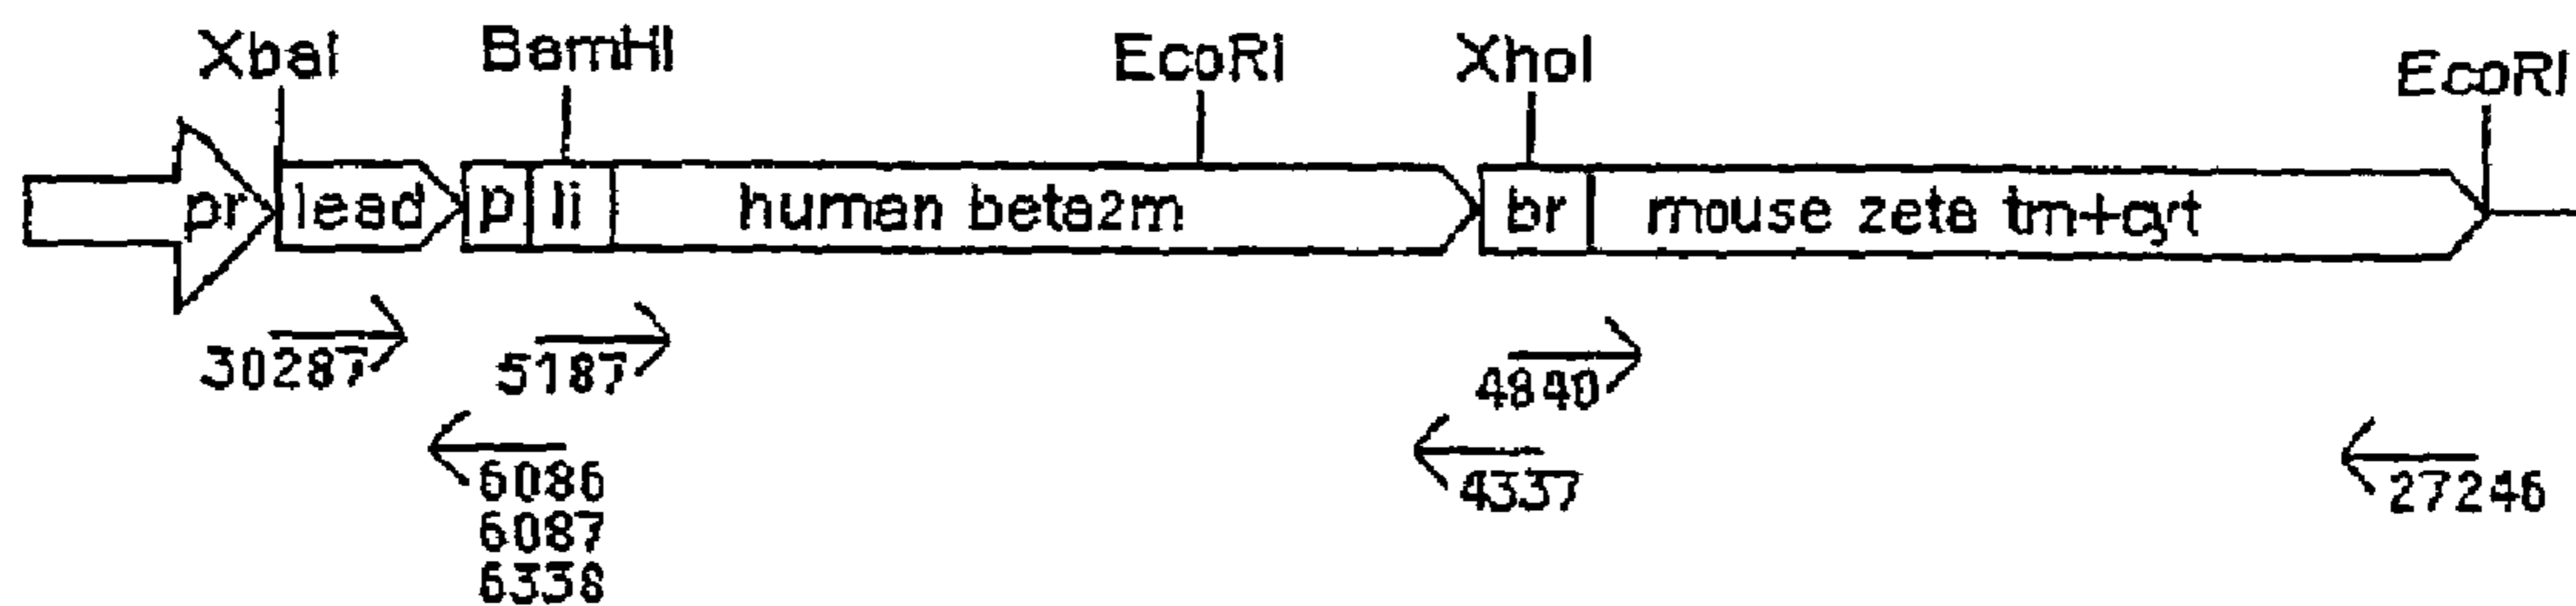 XbaI BamHI EcoRI XhoI EcoRI
pr lead p li human beta2m br mouse zeta tm+cyt
30287 5187 4840
6086 4337 27246
6087
6338